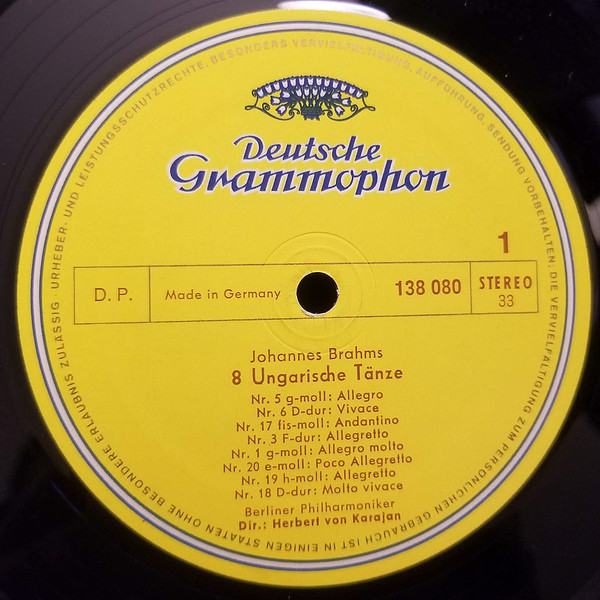 Deutsche
Grammophon
1
D. P.
Made in Germany
138 080
STEREO
33
Johannes Brahms
8 Ungarische Tänze
Nr. 5 g-moll: Allegro
Nr. 6 D-dur: Vivace
Nr. 17 fis-moll: Andantino
Nr. 3 F-dur: Allegretto
Nr. 1 g-moll: Allegro molto
Nr. 20 e-moll: Poco Allegretto
Nr. 19 h-moll: Allegretto
Nr. 18 D-dur: Molto vivace
Berliner Philharmoniker
Dir.: Herbert von Karajan
URHEBER- UND LEISTUNGSSCHUTZRECHTE, BESONDERS VERVIELFÄLTIGUNG, AUFFÜHRUNG, SENDUNG VORBEHALTEN; DIE VERVIELFÄLTIGUNG ZUM PERSÖNLICHEN GEBRAUCH IST IN EINIGEN STAATEN OHNE BESONDERE ERLAUBNIS ZULÄSSIG ·